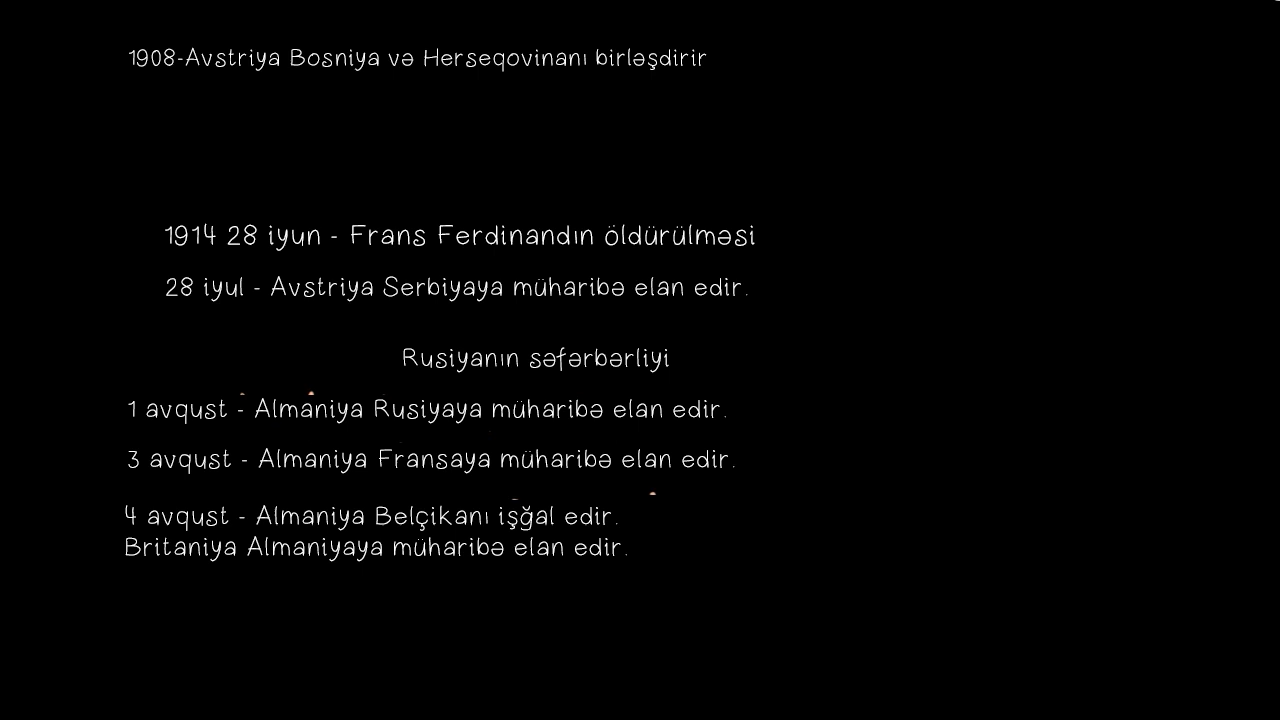 1908-Avstriya Bosniya və Herseqovinanı birləşdirir
1914 28 iyun - Frans Ferdinandın öldürülməsi
28 iyul - Avstriya Serbiyaya müharibə elan edir.
Rusiyanın səfərbərliyi
1 avqust - Almaniya Rusiyaya müharibə elan edir.
3 avqust - Almaniya Fransaya müharibə elan edir.
4 avqust - Almaniya Belçikanı işğal edir.
Britaniya Almaniyaya müharibə elan edir.